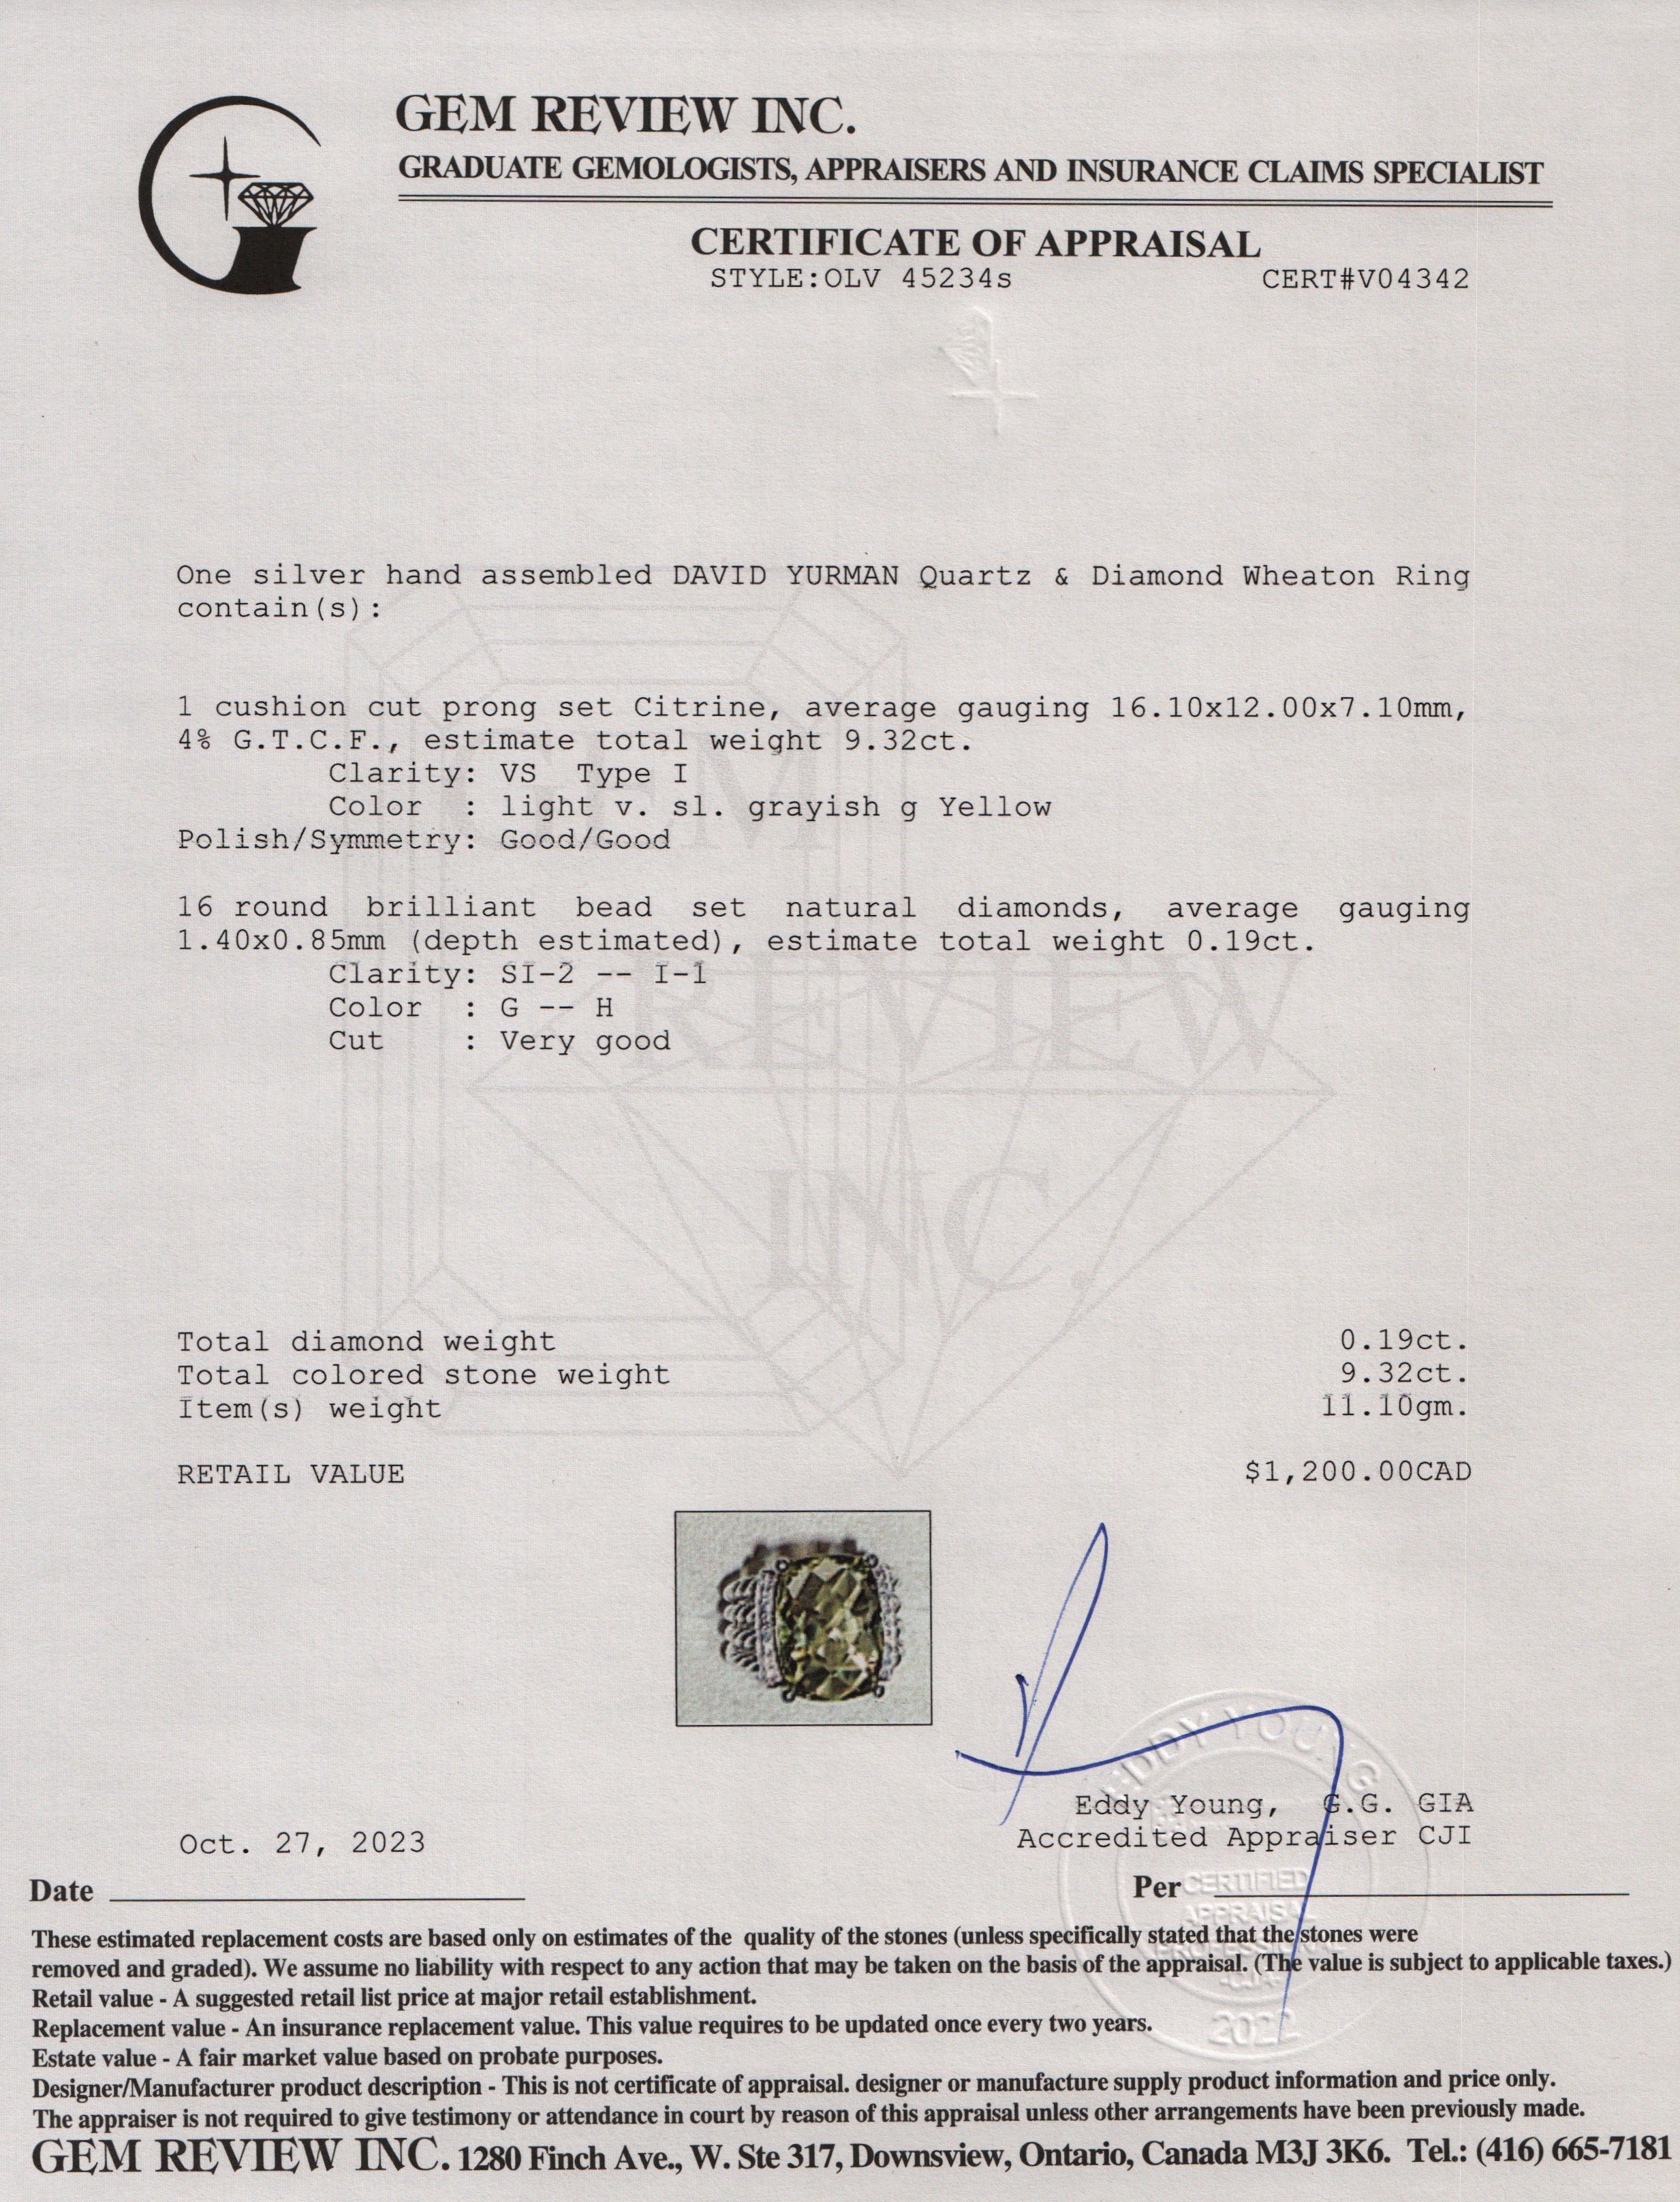 GEM REVIEW INC.
GRADUATE GEMOLOGISTS, APPRAISERS AND INSURANCE CLAIMS SPECIALIST
CERTIFICATE OF APPRAISAL
STYLE:OLV 45234s CERT#V04342
One silver hand assembled DAVID YURMAN Quartz & Diamond Wheaton Ring
contain(s):
1 cushion cut prong set Citrine, average gauging 16.10x12.00x7.10mm,
4% G.T.C.F., estimate total weight 9.32ct.
Clarity: VS Type I
Color : light v. sl. grayish g Yellow
Polish/Symmetry: Good/Good
16 round brilliant bead set natural diamonds, average gauging
1.40x0.85mm (depth estimated), estimate total weight 0.19ct.
Clarity: SI-2 -- I-1
Color : G -- H
Cut : Very good
GEM
REVIEW
INC.
Total diamond weight 0.19ct.
Total colored stone weight 9.32ct.
Item(s) weight 11.10gm.
RETAIL VALUE $1,200.00CAD
EDDY YOUNG
Eddy Young, G.G. GIA
Accredited Appraiser CJI
Oct. 27, 2023
Date
Per
CERTIFIED
APPRAISAL
PROFESSIONAL
These estimated replacement costs are based only on estimates of the quality of the stones (unless specifically stated that the stones were
removed and graded). We assume no liability with respect to any action that may be taken on the basis of the appraisal. (The value is subject to applicable taxes.)
Retail value - A suggested retail list price at major retail establishment.
Replacement value - An insurance replacement value. This value requires to be updated once every two years.
Estate value - A fair market value based on probate purposes.
Designer/Manufacturer product description - This is not certificate of appraisal. designer or manufacture supply product information and price only.
The appraiser is not required to give testimony or attendance in court by reason of this appraisal unless other arrangements have been previously made.
GEM REVIEW INC. 1280 Finch Ave., W. Ste 317, Downsview, Ontario, Canada M3J 3K6. Tel.: (416) 665-7181